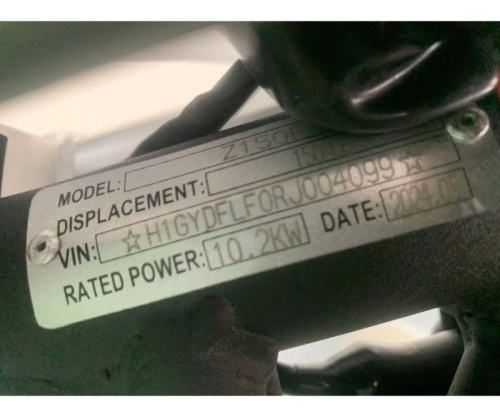 MODEL:
DISPLACEMENT:
VIN: ☆H1GYDFLF0RJ004099☆
RATED POWER: 10.2KW DATE: